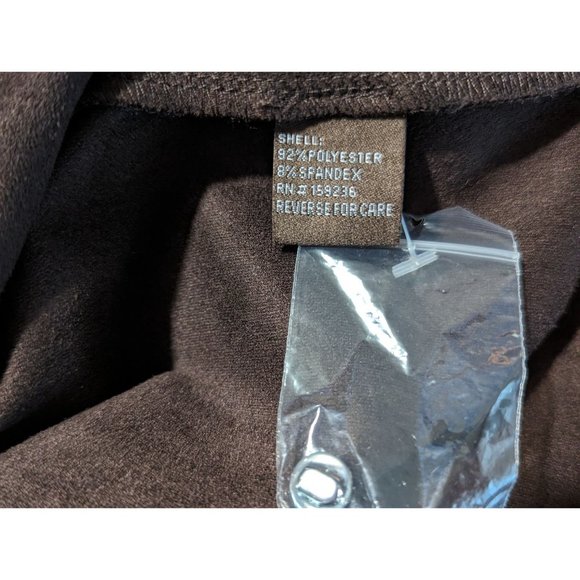 SHELL:
92%POLYESTER
8%SPANDEX
RN#159236
REVERSE FOR CARE